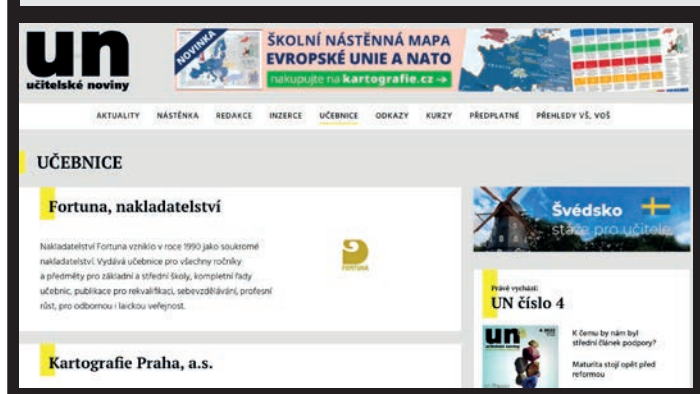 un
učitelské noviny
NOVINKA
ŠKOLNÍ NÁSTĚNNÁ MAPA
EVROPSKÉ UNIE A NATO
nakupujte na kartografie.cz →
AKTUALITY NÁSTĚNKA REDAKCE INZERCE UČEBNICE ODKAZY KURZY PŘEDPLATNÉ PŘEHLEDY VŠ, VOŠ
UČEBNICE
Fortuna, nakladatelství
Nakladatelství Fortuna vzniklo v roce 1990 jako soukromé
nakladatelství. Vydává učebnice pro všechny ročníky
a předměty pro základní a střední školy, kompletní řady
učebnic, publikace pro rekvalifikaci, sebevzdělávání, profesní
růst, pro odbornou i laickou veřejnost.
FORTUNA
Kartografie Praha, a.s.
Švédsko
stáže pro učitele
Právě vychází:
UN číslo 4
un
učitelské noviny
K čemu by nám byl
střední článek podpory?
Maturita stojí opět před
reformou